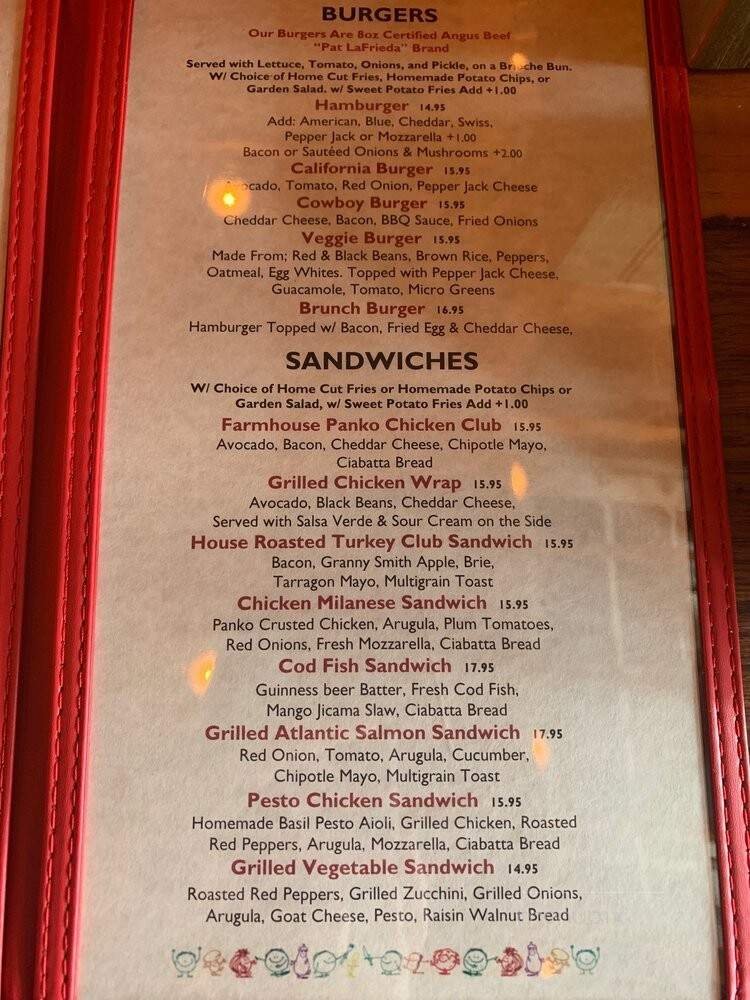 BURGERS
Our Burgers Are 8oz Certified Angus Beef
"Pat LaFrieda" Brand
Served with Lettuce, Tomato, Onions, and Pickle, on a Brioche Bun.
W/ Choice of Home Cut Fries, Homemade Potato Chips, or
Garden Salad. w/ Sweet Potato Fries Add +1.00
Hamburger 14.95
Add: American, Blue, Cheddar, Swiss,
Pepper Jack or Mozzarella +1.00
Bacon or Sautéed Onions & Mushrooms +2.00
California Burger 15.95
Avocado, Tomato, Red Onion, Pepper Jack Cheese
Cowboy Burger 15.95
Cheddar Cheese, Bacon, BBQ Sauce, Fried Onions
Veggie Burger 15.95
Made From; Red & Black Beans, Brown Rice, Peppers,
Oatmeal, Egg Whites. Topped with Pepper Jack Cheese,
Guacamole, Tomato, Micro Greens
Brunch Burger 16.95
Hamburger Topped w/ Bacon, Fried Egg & Cheddar Cheese,
SANDWICHES
W/ Choice of Home Cut Fries or Homemade Potato Chips or
Garden Salad, w/ Sweet Potato Fries Add +1.00
Farmhouse Panko Chicken Club 15.95
Avocado, Bacon, Cheddar Cheese, Chipotle Mayo,
Ciabatta Bread
Grilled Chicken Wrap 15.95
Avocado, Black Beans, Cheddar Cheese,
Served with Salsa Verde & Sour Cream on the Side
House Roasted Turkey Club Sandwich 15.95
Bacon, Granny Smith Apple, Brie,
Tarragon Mayo, Multigrain Toast
Chicken Milanese Sandwich 15.95
Panko Crusted Chicken, Arugula, Plum Tomatoes,
Red Onions, Fresh Mozzarella, Ciabatta Bread
Cod Fish Sandwich 17.95
Guinness beer Batter, Fresh Cod Fish,
Mango Jicama Slaw, Ciabatta Bread
Grilled Atlantic Salmon Sandwich 17.95
Red Onion, Tomato, Arugula, Cucumber,
Chipotle Mayo, Multigrain Toast
Pesto Chicken Sandwich 15.95
Homemade Basil Pesto Aioli, Grilled Chicken, Roasted
Red Peppers, Arugula, Mozzarella, Ciabatta Bread
Grilled Vegetable Sandwich 14.95
Roasted Red Peppers, Grilled Zucchini, Grilled Onions,
Arugula, Goat Cheese, Pesto, Raisin Walnut Bread